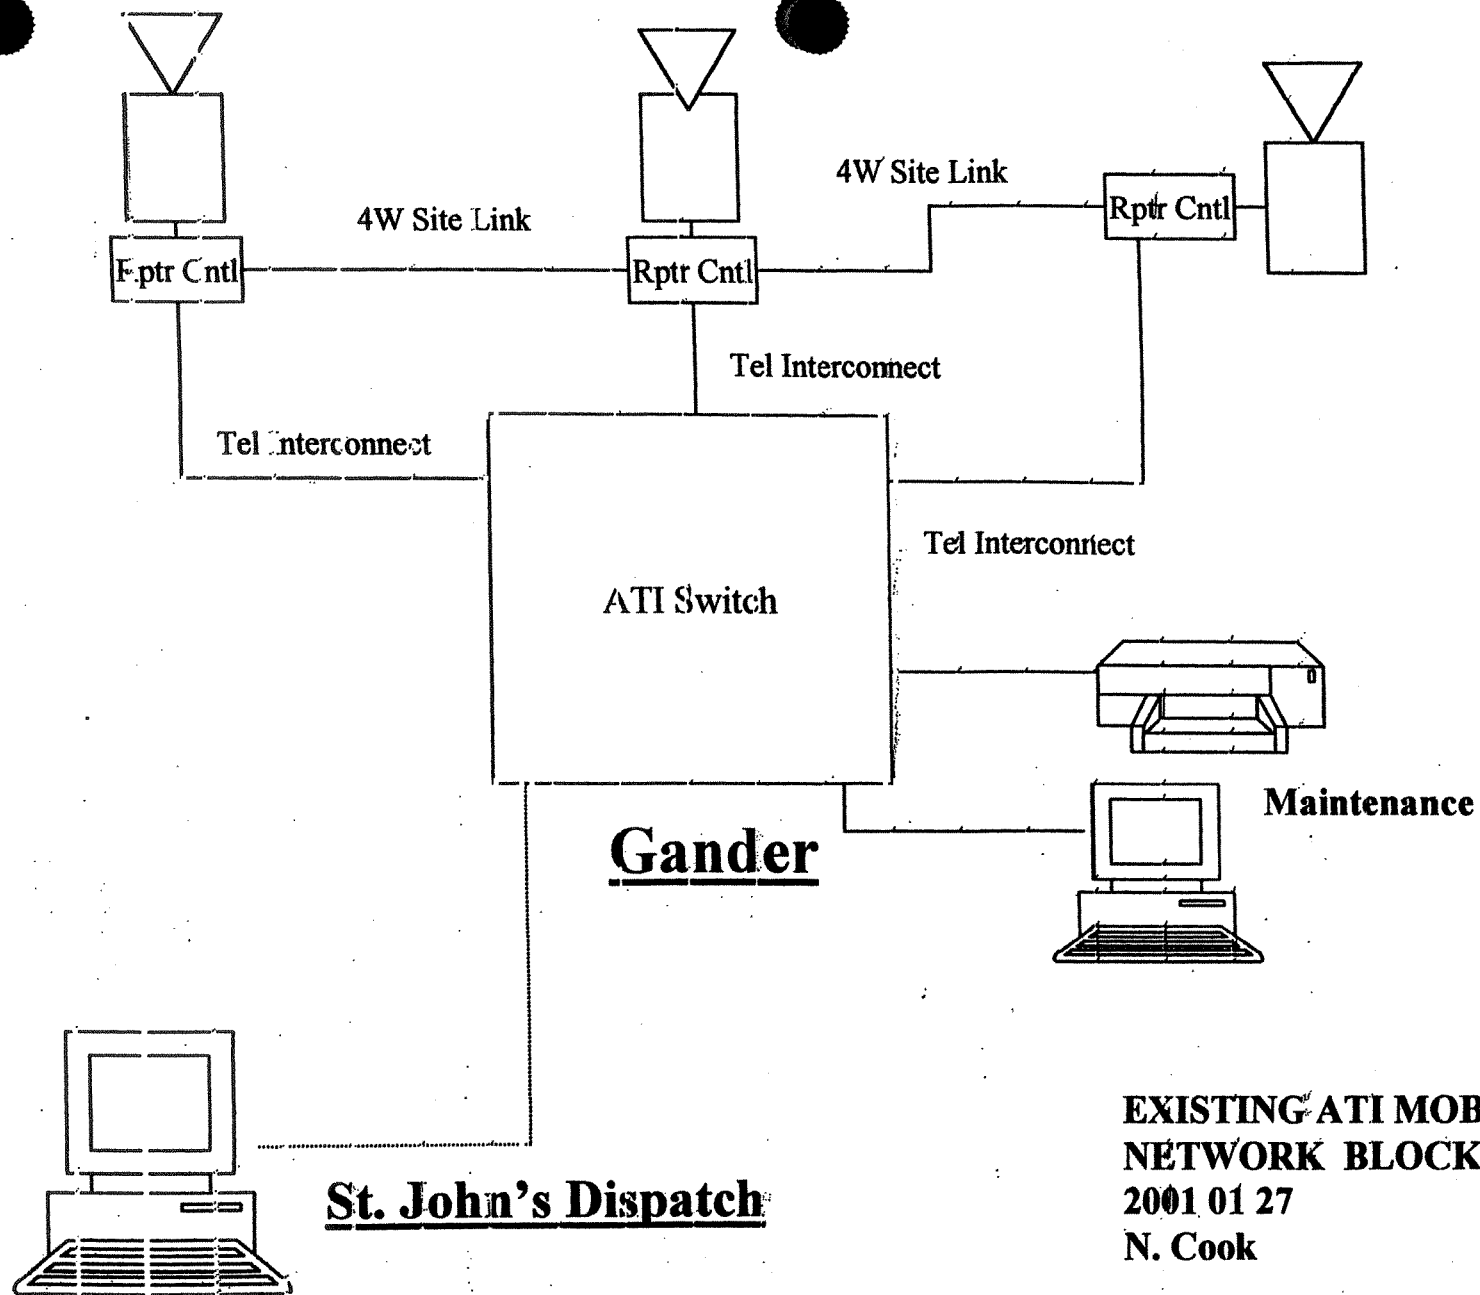 4W Site Link
4W Site Link
Rptr Cntl
Rptr Cntl
Rptr Cntl
Tel Interconnect
Tel Interconnect
Tel Interconnect
ATI Switch
Maintenance
Gander
EXISTING ATI MOB
NETWORK BLOCK
2001 01 27
N. Cook
St. John's Dispatch